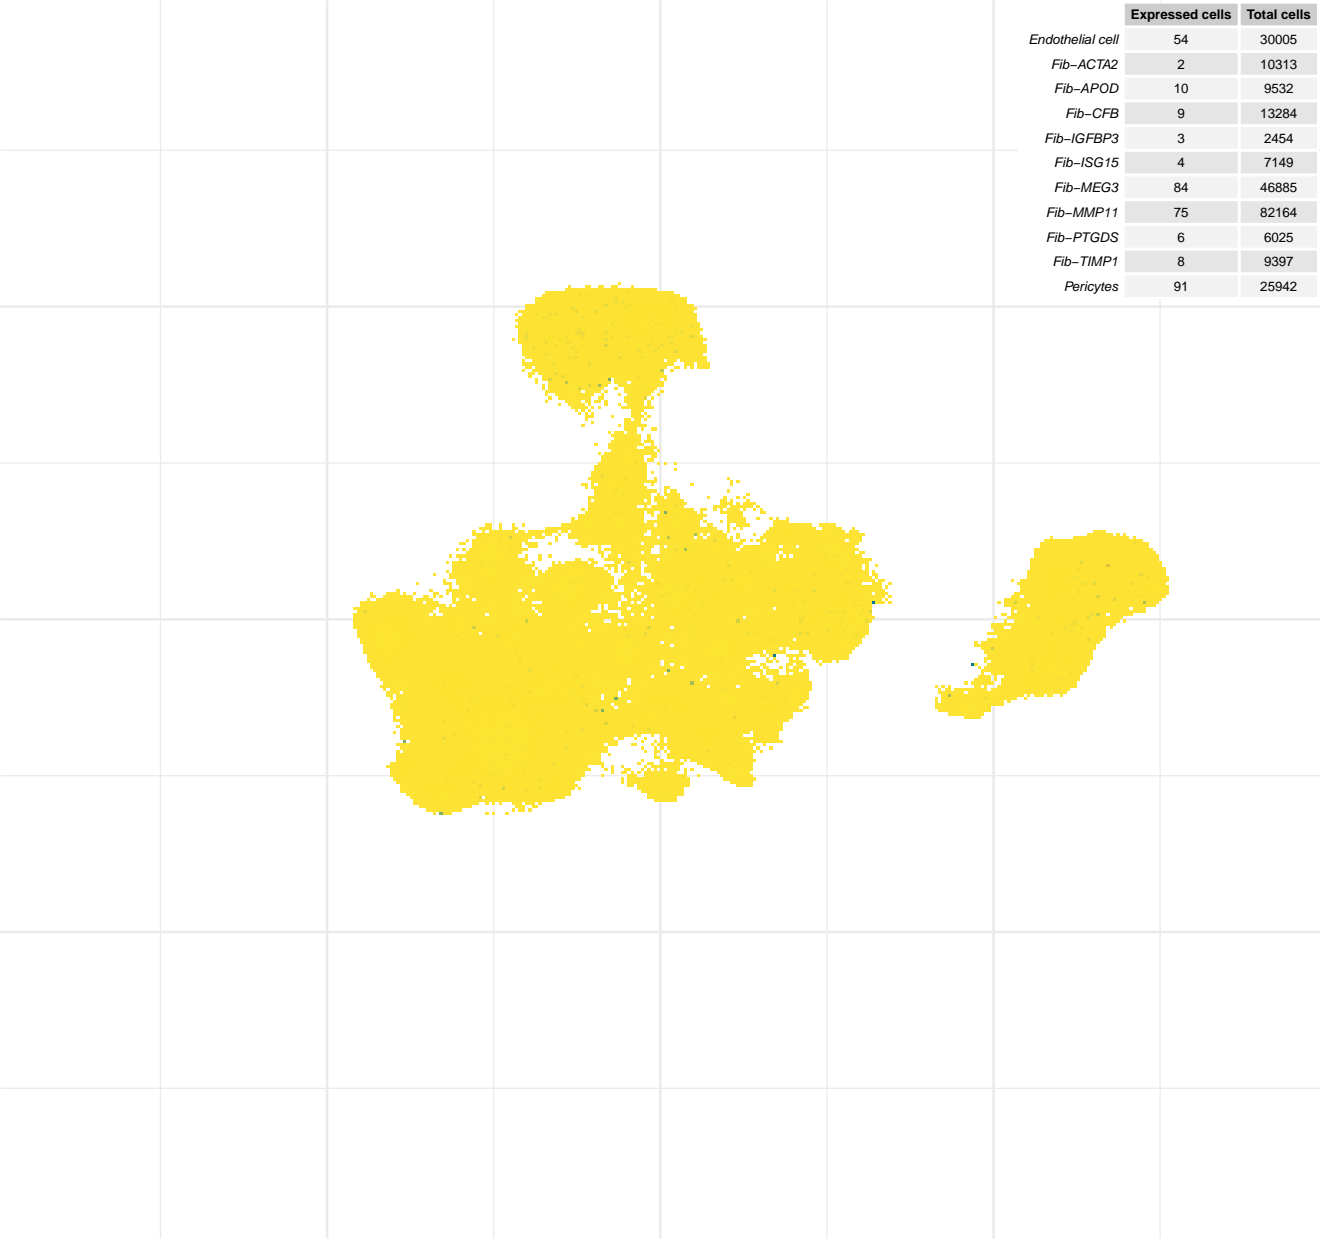 Expressed cells Total cells
Endothelial cell 54 30005
Fib−ACTA2 2 10313
Fib−APOD 10 9532
Fib−CFB 9 13284
Fib−IGFBP3 3 2454
Fib−ISG15 4 7149
Fib−MEG3 84 46885
Fib−MMP11 75 82164
Fib−PTGDS 6 6025
Fib−TIMP1 8 9397
Pericytes 91 25942